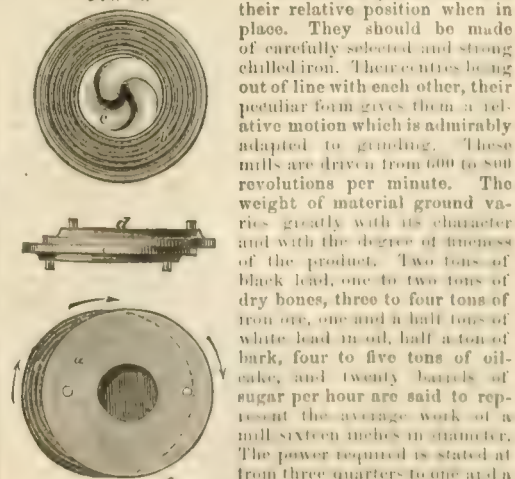 their relative position when in
place. They should be made
of carefully selected and strong
chilled iron. Their centres being
out of line with each other, their
peculiar form gives them a rel-
ative motion which is admirably
adapted to grinding. These
mills are driven from 600 to 800
revolutions per minute. The
weight of material ground va-
ries greatly with its character
and with the degree of fineness
of the product. Two tons of
black lead, one to two tons of
dry bones, three to four tons of
iron ore, one and a half tons of
white lead in oil, half a ton of
bark, four to five tons of oil-
cake, and twenty barrels of
sugar per hour are said to rep-
resent the average work of a
mill sixteen inches in diameter.
The power required is stated at
from three quarters to one and a
c
b
d
a